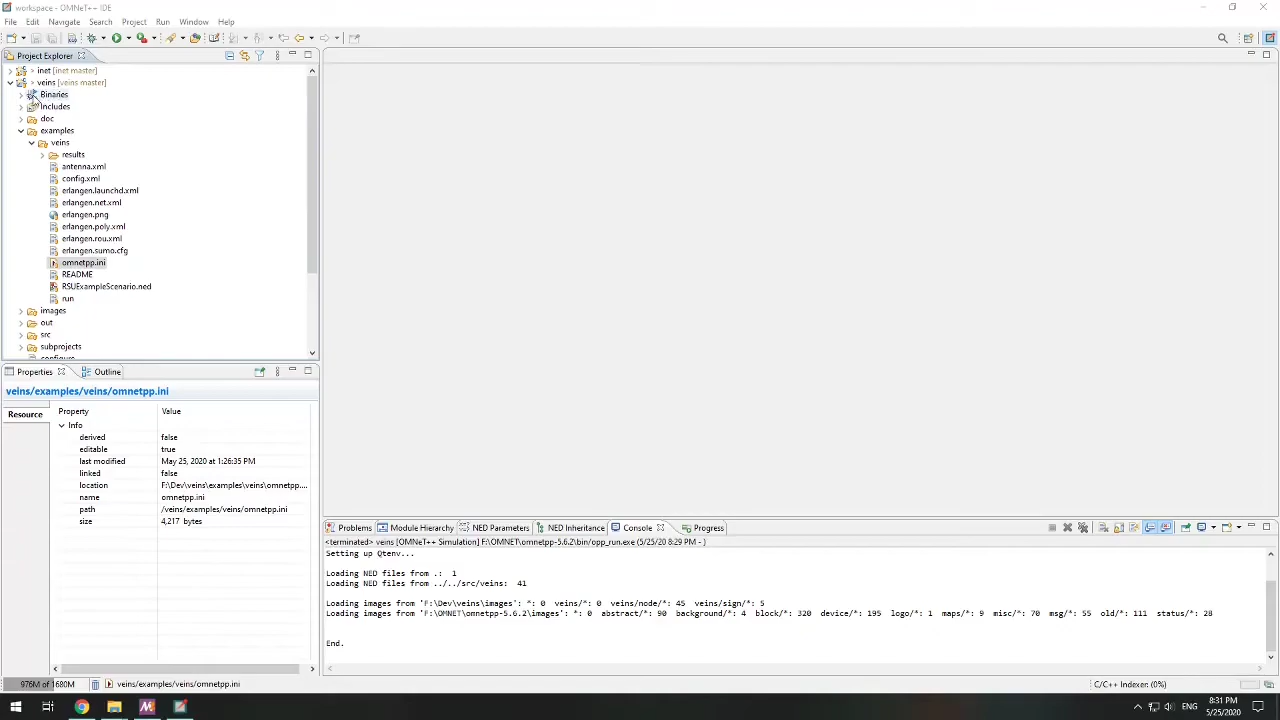 workspace - OMNeT++ IDE
File Edit Navigate Search Project Run Window Help
Project Explorer
> inet [inet master]
> veins [veins master]
Binaries
Includes
doc
examples
veins
results
antenna.xml
config.xml
erlangen.launchd.xml
erlangen.net.xml
erlangen.png
erlangen.poly.xml
erlangen.rou.xml
erlangen.sumo.cfg
omnetpp.ini
README
RSUExampleScenario.ned
run
images
out
src
subprojects
configure
Properties Outline
veins/examples/veins/omnetpp.ini
Resource
Property Value
Info
derived false
editable true
last modified May 25, 2020 at 1:26:35 PM
linked false
location F:\Dev\veins\examples\veins\omnetpp....
name omnetpp.ini
path /veins/examples/veins/omnetpp.ini
size 4,217 bytes
Problems Module Hierarchy NED Parameters NED Inheritance Console Progress
<terminated> veins [OMNeT++ Simulation] F:\OMNET\omnetpp-5.6.2\bin/opp_run.exe (5/25/20 8:29 PM - )
Setting up Qtenv...
Loading NED files from .: 1
Loading NED files from ../../src/veins: 41
Loading images from 'F:\Dev\veins\images': *: 0 veins/*: 0 veins/node/*: 45 veins/sign/*: 5
Loading images from 'F:\OMNET\omnetpp-5.6.2\images': *: 0 abstract/*: 90 background/*: 4 block/*: 320 device/*: 195 logo/*: 1 maps/*: 9 misc/*: 70 msg/*: 55 old/*: 111 status/*: 28
End.
976M of 1680M veins/examples/veins/omnetpp.ini C/C++ Indexer: (0%)
ENG
8:31 PM
5/25/2020